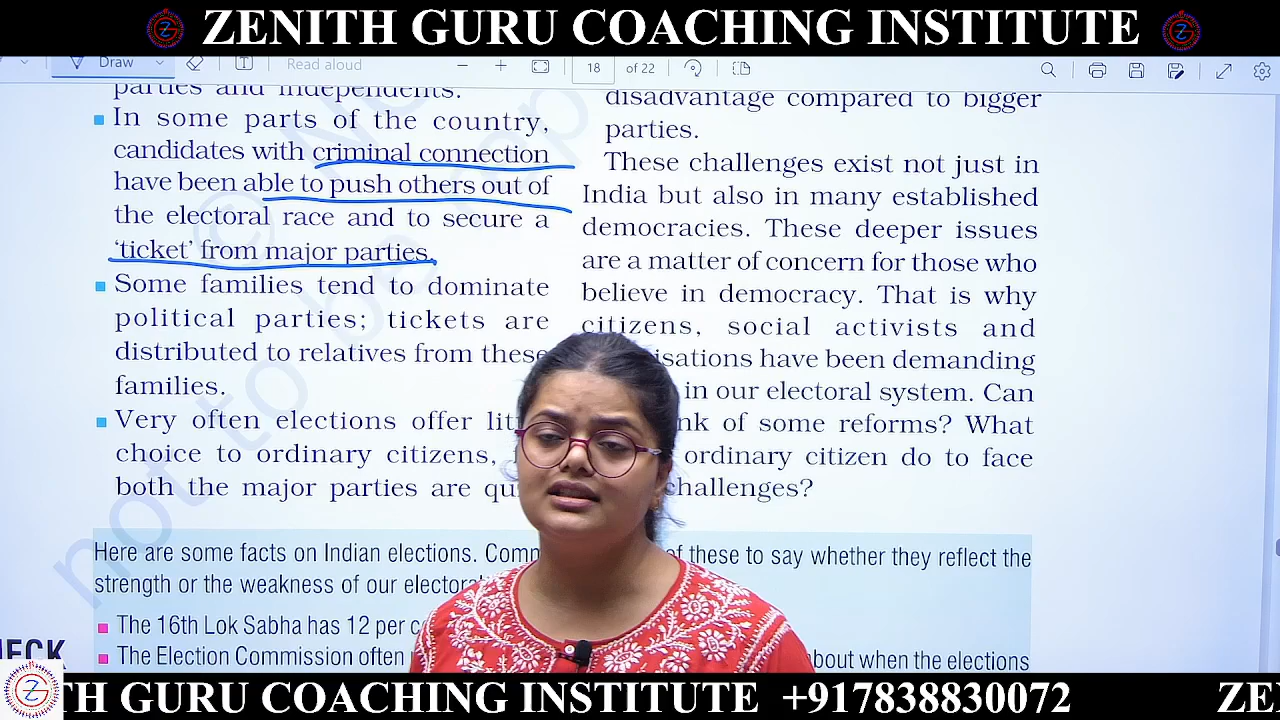 ZENITH GURU COACHING INSTITUTE
Draw
Read aloud
18 of 22
parties and independents.
In some parts of the country,
candidates with criminal connection
have been able to push others out of
the electoral race and to secure a
‘ticket’ from major parties.
Some families tend to dominate
political parties; tickets are
distributed to relatives from these
families.
Very often elections offer
choice to ordinary citizens,
both the major parties are
disadvantage compared to bigger
parties.
These challenges exist not just in
India but also in many established
democracies. These deeper issues
are a matter of concern for those who
believe in democracy. That is why
citizens, social activists and
have been demanding
in our electoral system. Can
of some reforms? What
ordinary citizen do to face
challenges?
Here are some facts on Indian elections. of these to say whether they reflect the
strength or the weakness of our
The 16th Lok Sabha has 12 per
The Election Commission often about when the elections
not to be
TH GURU COACHING INSTITUTE +917838830072 ZE